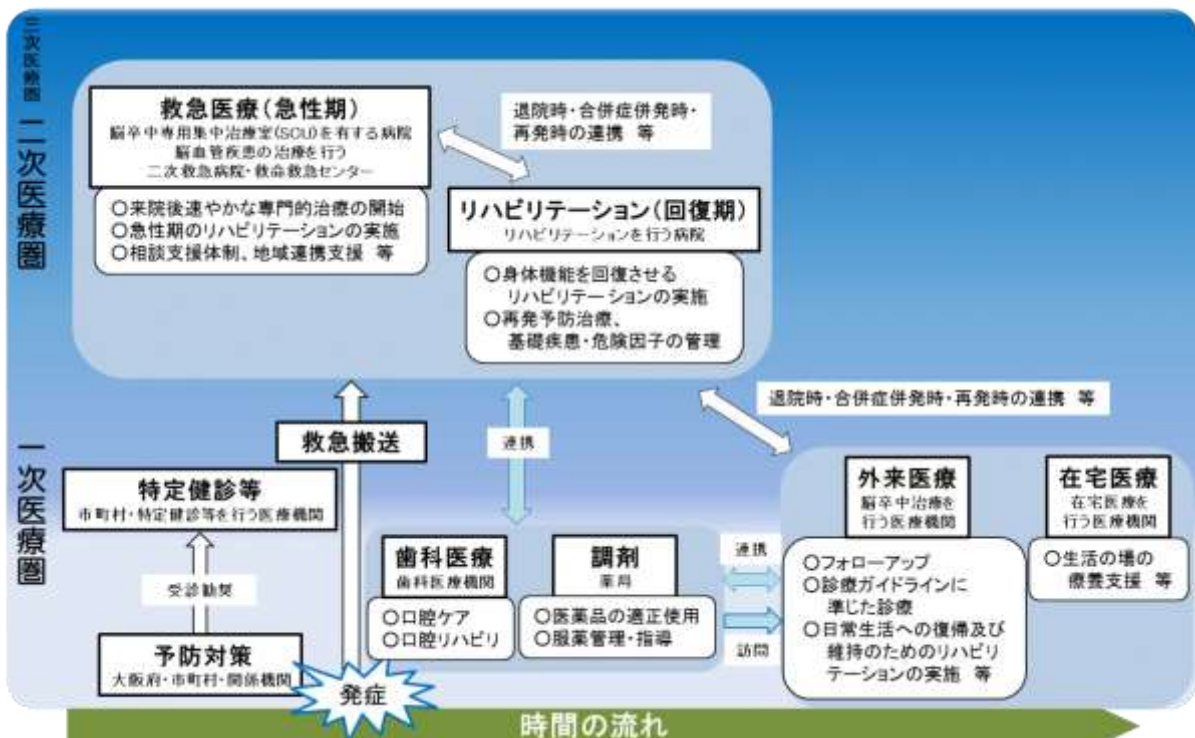 三次医療圏
二次医療圏
一次医療圏
救急医療(急性期)
脳卒中専用集中治療室(SCU)を有する病院
脳血管疾患の治療を行う
二次救急病院・救命救急センター
○来院後速やかな専門的治療の開始
○急性期のリハビリテーションの実施
○相談支援体制、地域連携支援 等
退院時・合併症併発時・
再発時の連携 等
リハビリテーション(回復期)
リハビリテーションを行う病院
○身体機能を回復させる
リハビリテーションの実施
○再発予防治療、
基礎疾患・危険因子の管理
退院時・合併症併発時・再発時の連携 等
救急搬送
連携
特定健診等
市町村・特定健診等を行う医療機関
受診勧奨
予防対策
大阪府・市町村・関係機関
発症
歯科医療
歯科医療機関
○口腔ケア
○口腔リハビリ
調剤
薬局
○医薬品の適正使用
○服薬管理・指導
連携
訪問
外来医療
脳卒中治療を
行う医療機関
○フォローアップ
○診療ガイドラインに
準じた診療
○日常生活への復帰及び
維持のためのリハビリ
テーションの実施 等
在宅医療
在宅医療を
行う医療機関
○生活の場の
療養支援 等
時間の流れ